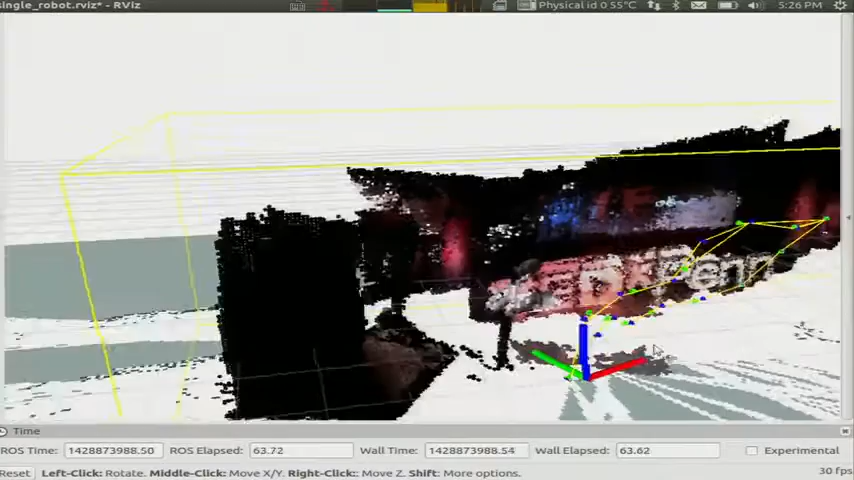 single_robot.rviz* - RViz
Physical id 0 55°C
5:26 PM
Penn
Time
ROS Time: 1428873988.50 ROS Elapsed: 63.72 Wall Time: 1428873988.54 Wall Elapsed: 63.62 Experimental
Reset Left-Click: Rotate. Middle-Click: Move X/Y. Right-Click:: Move Z. Shift: More options. 30 fps